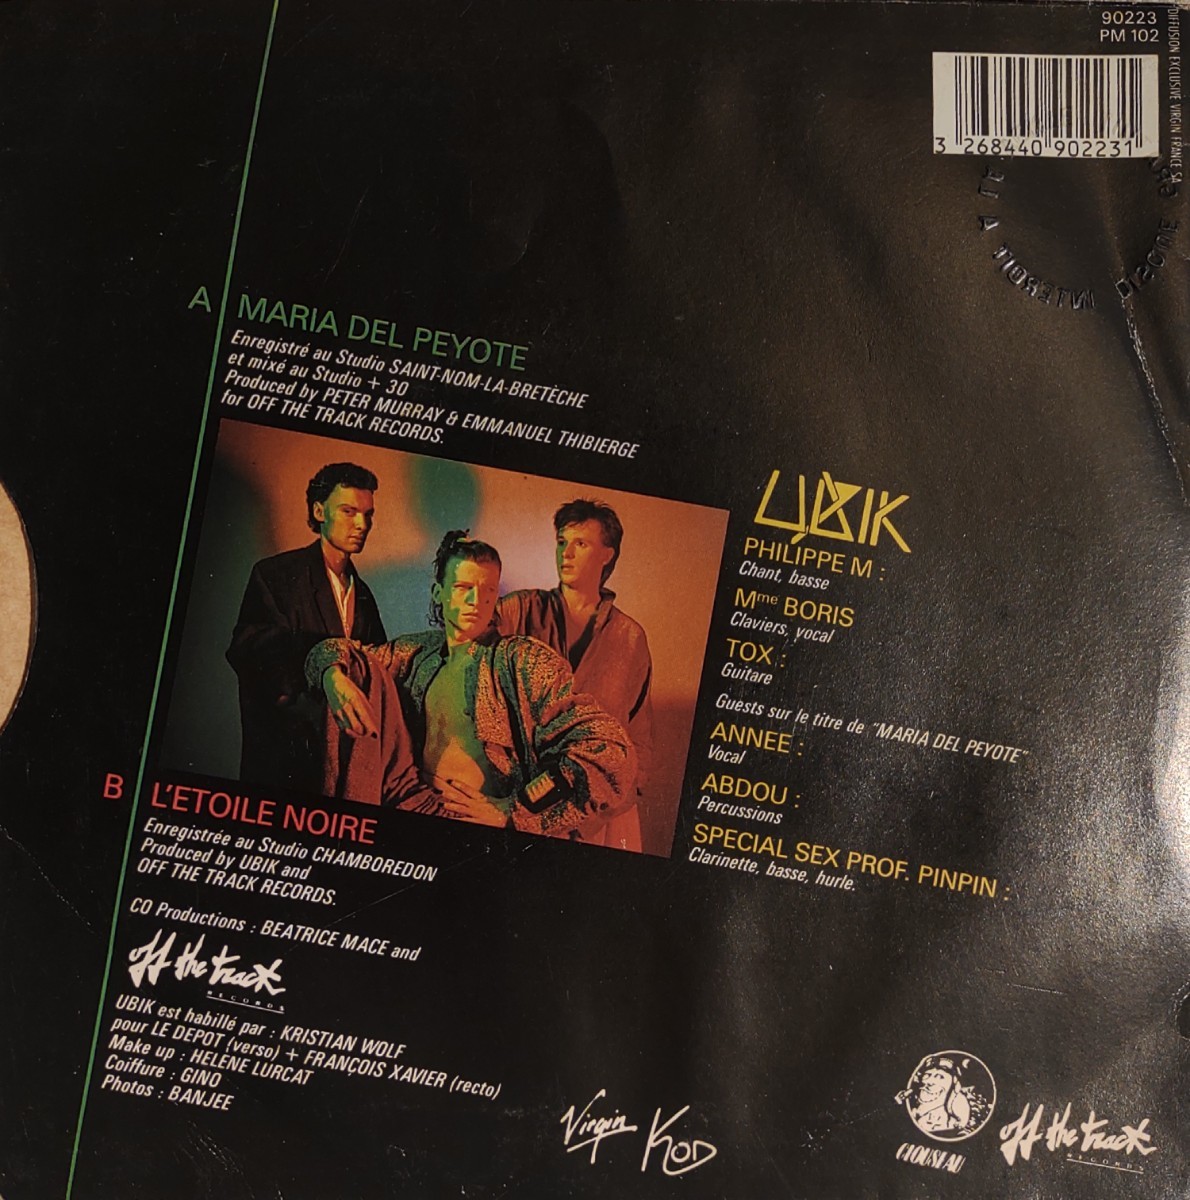 90223
PM 102
DIFFUSION EXCLUSIVE VIRGIN FRANCE S.A.
3 268440 902231
DISQUE
INTERDIT A LA
A MARIA DEL PEYOTE
Enregistré au Studio SAINT-NOM-LA-BRETÈCHE
et mixé au Studio + 30
Produced by PETER MURRAY & EMMANUEL THIBIERGE
for OFF THE TRACK RECORDS.
UBIK
PHILIPPE M :
Chant, basse
Mme BORIS
Claviers, vocal
TOX :
Guitare
Guests sur le titre de "MARIA DEL PEYOTE"
ANNEE :
Vocal
ABDOU :
Percussions
SPECIAL SEX PROF. PINPIN :
Clarinette, basse, hurle.
B L'ETOILE NOIRE
Enregistrée au Studio CHAMBOREDON
Produced by UBIK and
OFF THE TRACK RECORDS.
CO Productions : BEATRICE MACE and
off the track
RECORDS
UBIK est habillé par : KRISTIAN WOLF
pour LE DEPOT (verso) + FRANÇOIS XAVIER (recto)
Make up : HELENE LURCAT
Coiffure : GINO
Photos : BANJEE
Virgin
KOD
CLOUSEAU
off the track
RECORDS